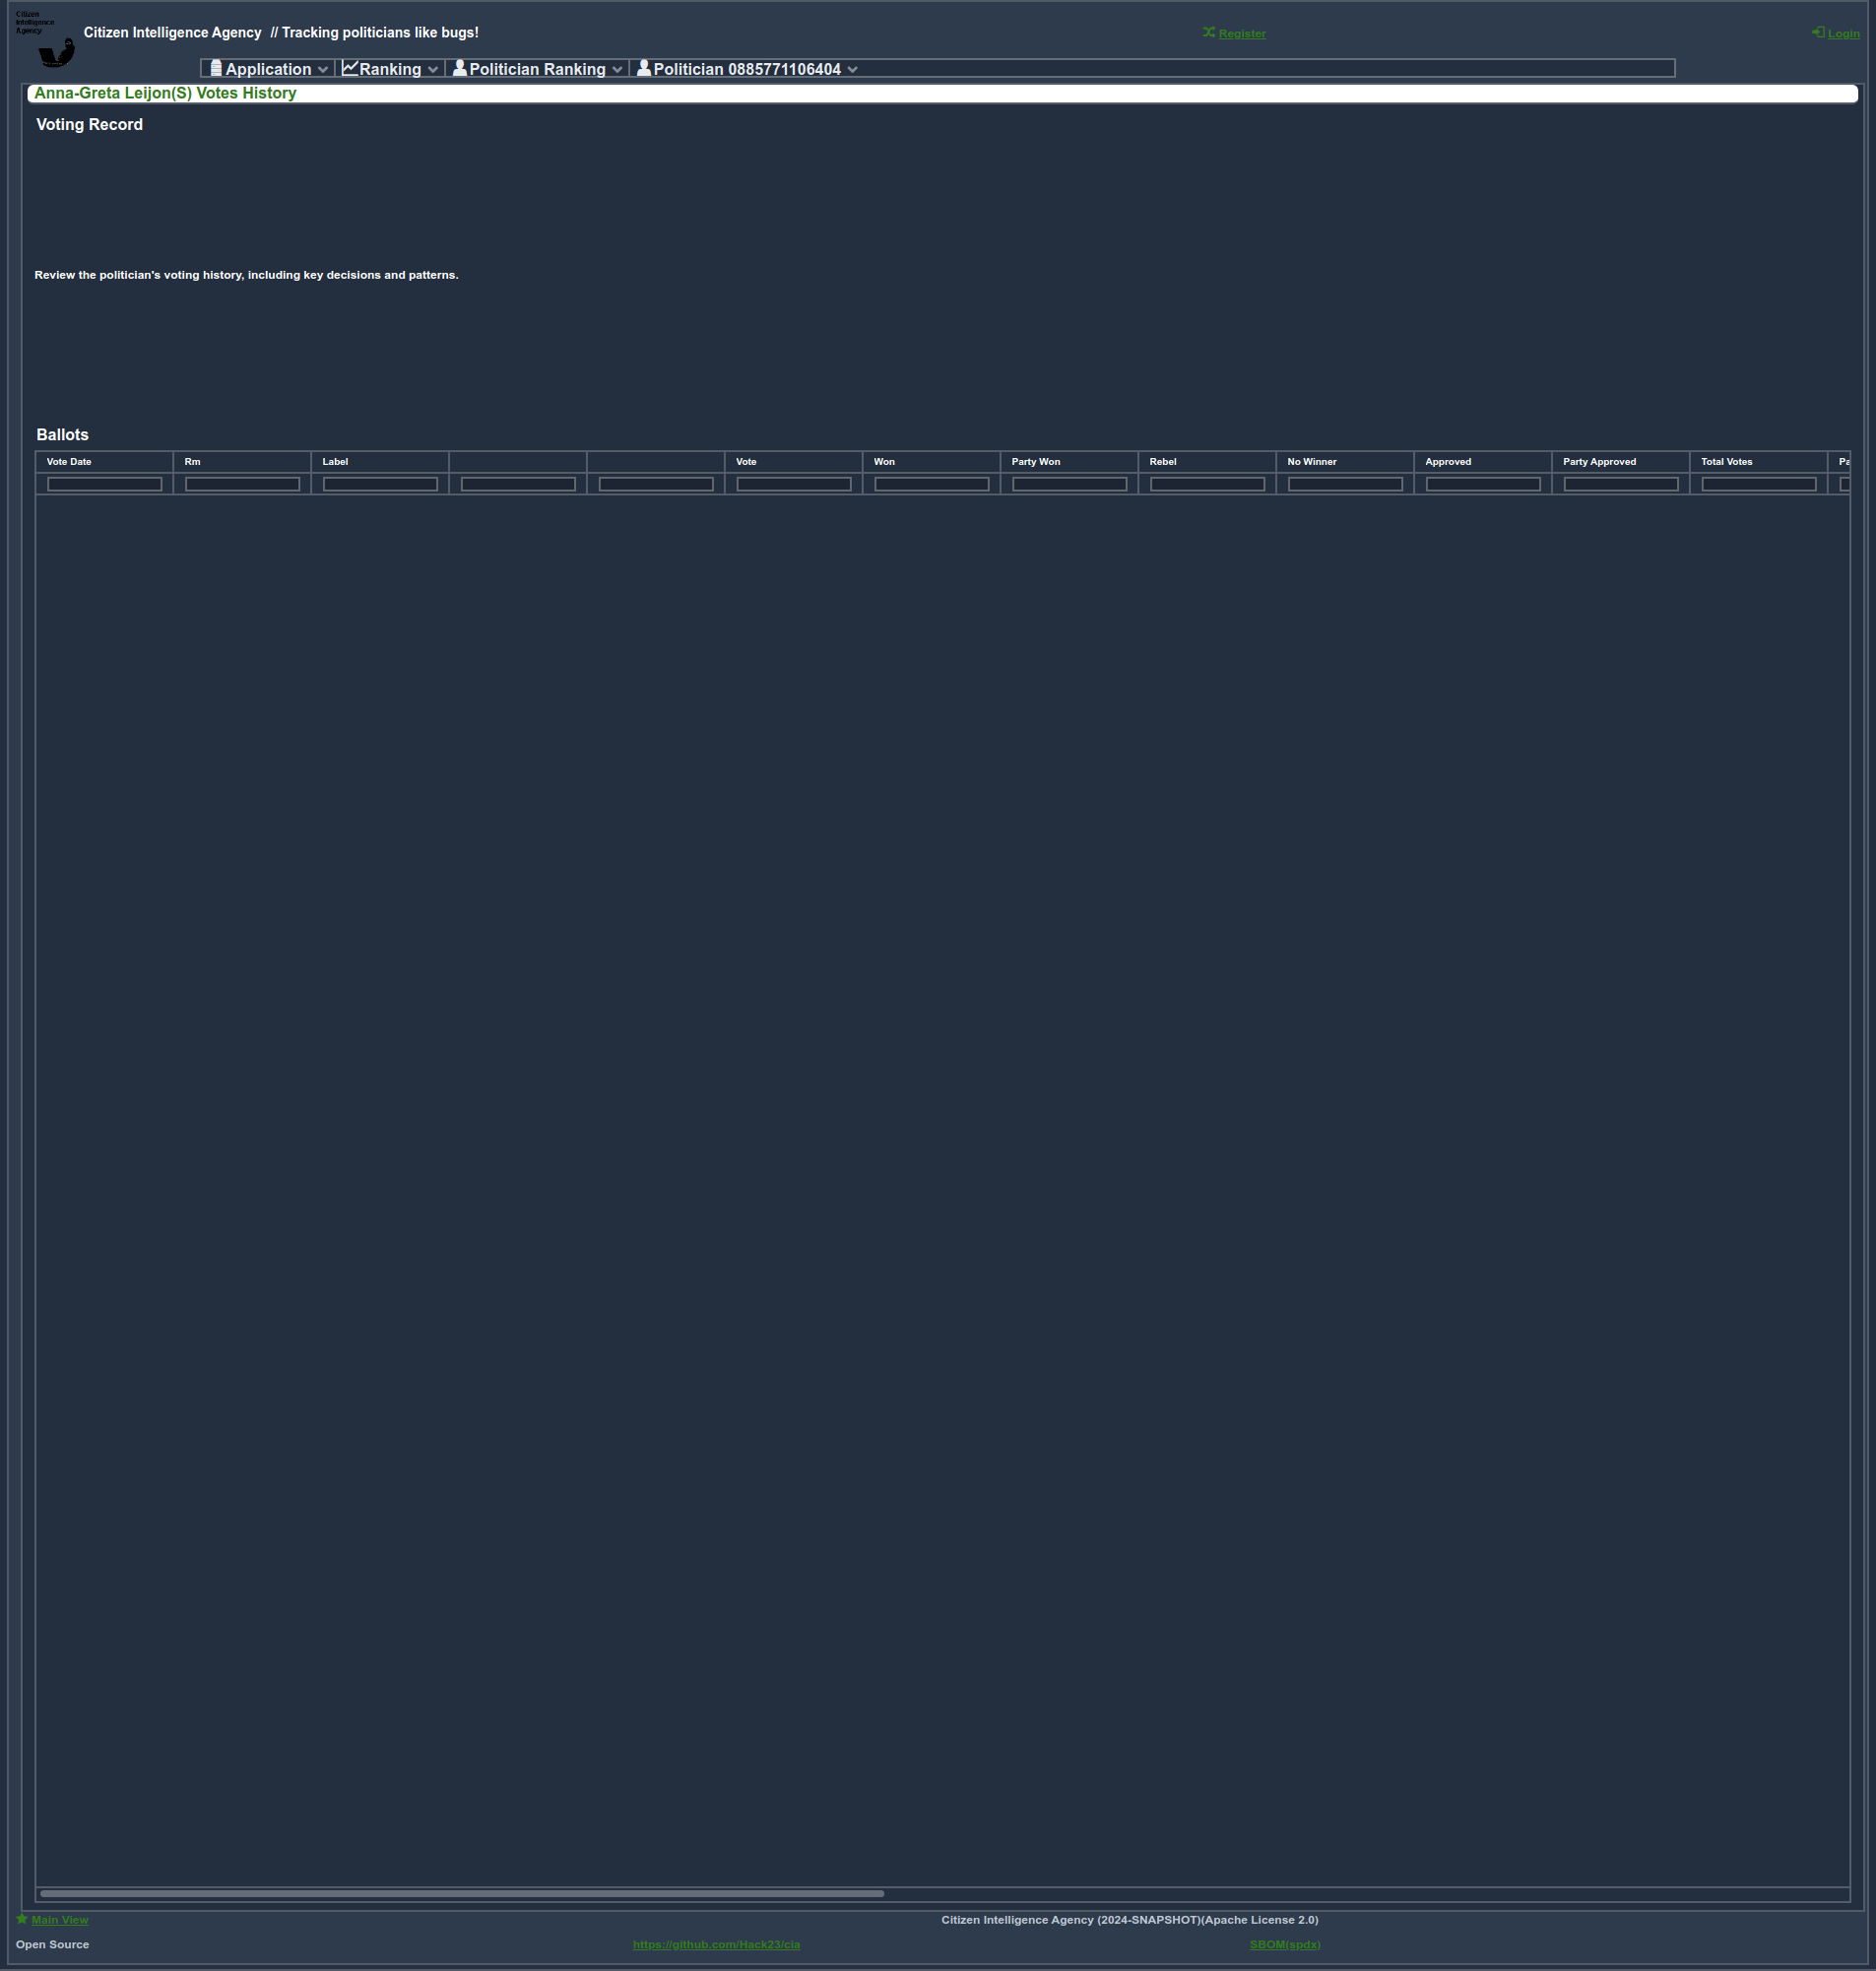 Citizen
Intelligence
Agency
Citizen Intelligence Agency // Tracking politicians like bugs!
Register
Login
Application
Ranking
Politician Ranking
Politician 0885771106404
Anna-Greta Leijon(S) Votes History
Voting Record
Review the politician's voting history, including key decisions and patterns.
Ballots
Vote Date Rm Label Vote Won Party Won Rebel No Winner Approved Party Approved Total Votes Pa
Main View
Citizen Intelligence Agency (2024-SNAPSHOT)(Apache License 2.0)
Open Source
https://github.com/Hack23/cia
SBOM(spdx)